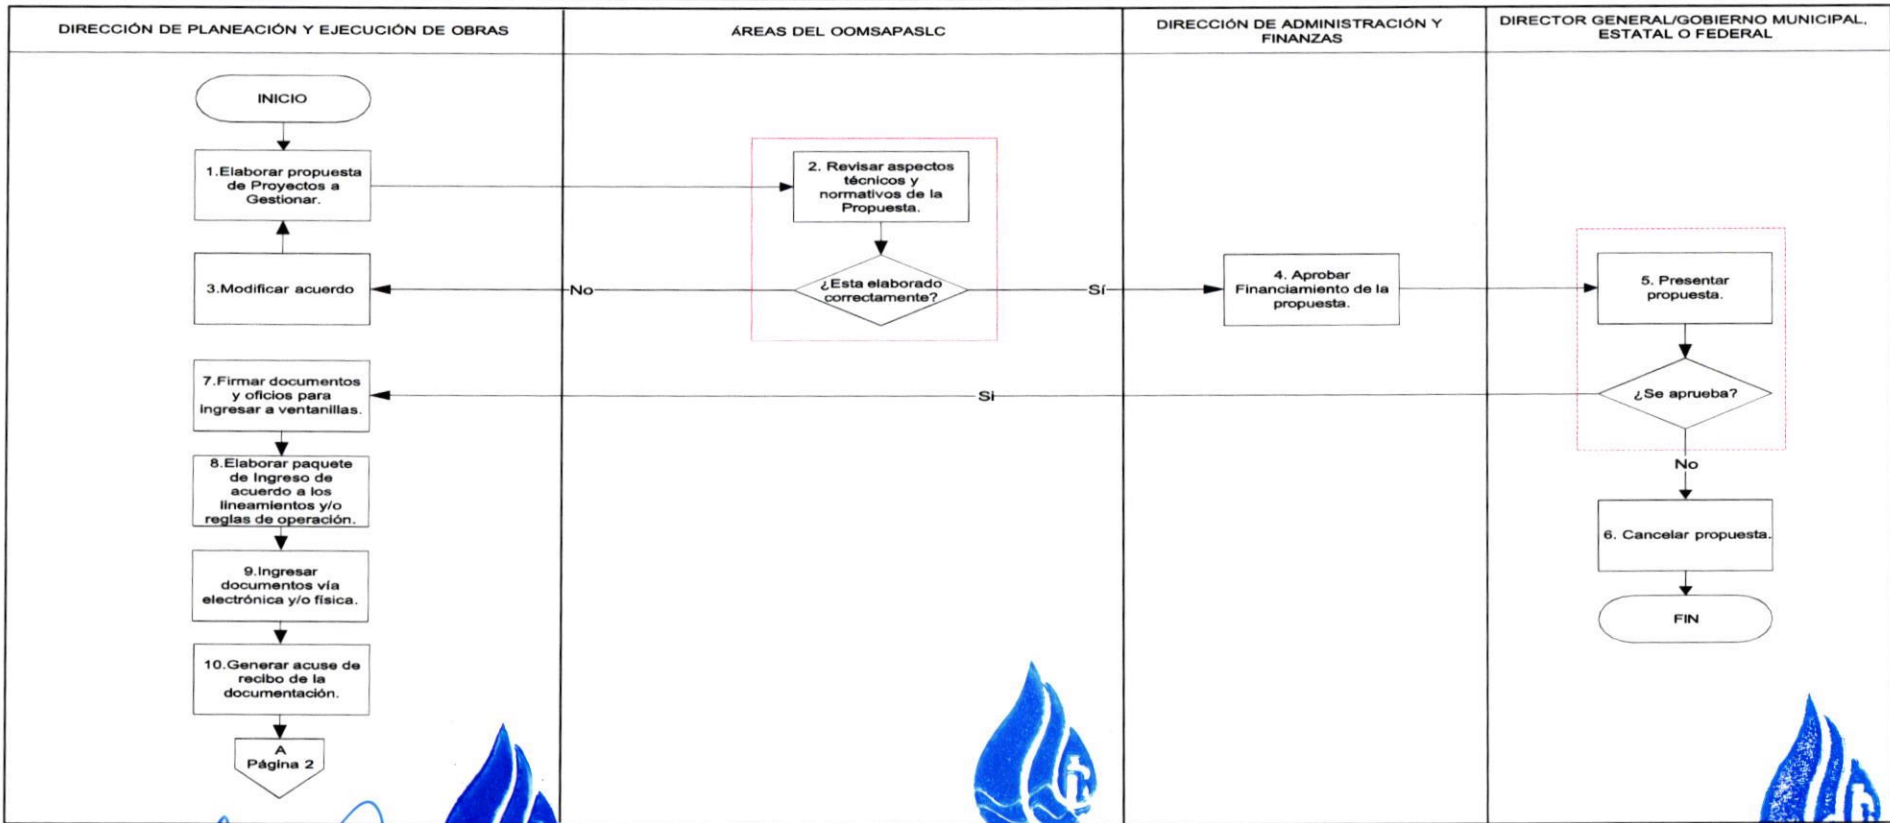 DIRECCIÓN DE PLANEACIÓN Y EJECUCIÓN DE OBRAS
ÁREAS DEL OOMSAPASLC
DIRECCIÓN DE ADMINISTRACIÓN Y
FINANZAS
DIRECTOR GENERAL/GOBIERNO MUNICIPAL,
ESTATAL O FEDERAL
INICIO
1.Elaborar propuesta
de Proyectos a
Gestionar.
2. Revisar aspectos
técnicos y
normativos de la
Propuesta.
3.Modificar acuerdo
No
¿Esta elaborado
correctamente?
Sí
4. Aprobar
Financiamiento de la
propuesta.
5. Presentar
propuesta.
7.Firmar documentos
y oficios para
ingresar a ventanillas.
Si
¿Se aprueba?
No
8.Elaborar paquete
de Ingreso de
acuerdo a los
lineamientos y/o
reglas de operación.
6. Cancelar propuesta.
9.Ingresar
documentos vía
electrónica y/o física.
FIN
10.Generar acuse de
recibo de la
documentación.
A
Página 2